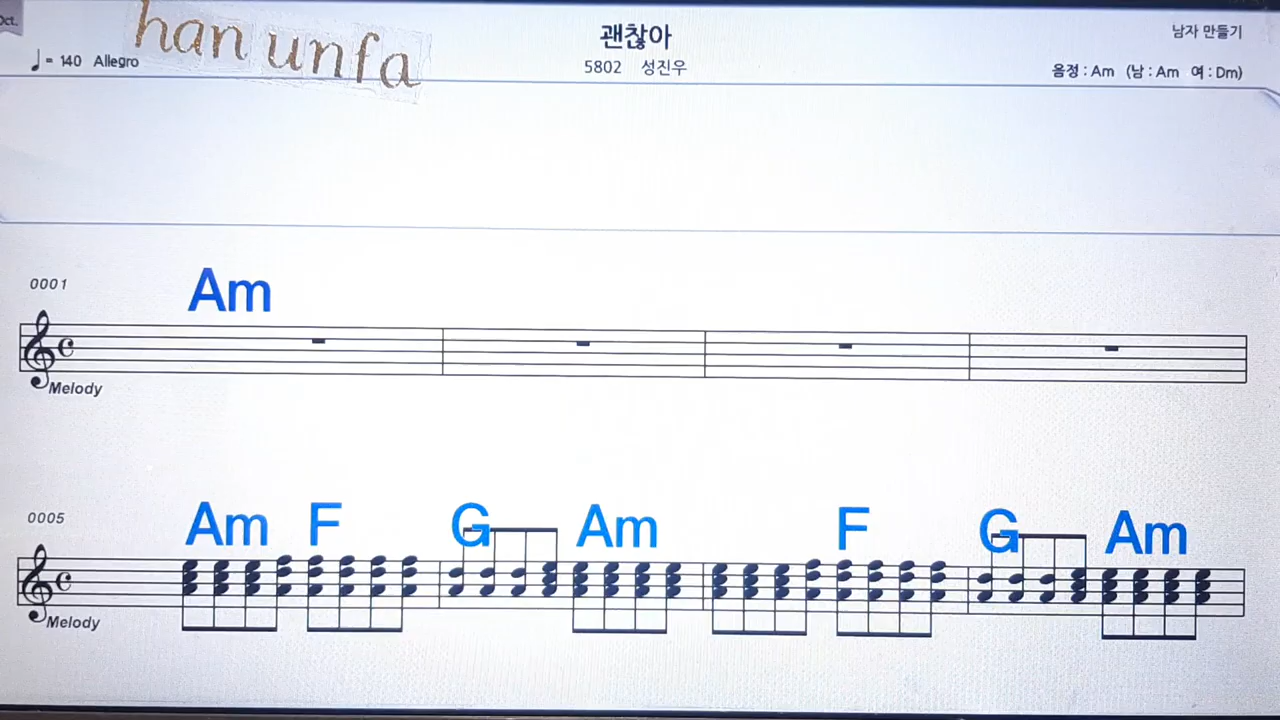 Oct.
han unfa
괜찮아
남자 만들기
♩= 140 Allegro
5802 성진우
음정 : Am (남 : Am 여 : Dm)
0001
Am
Melody
0005
Am F G Am F G Am
Melody